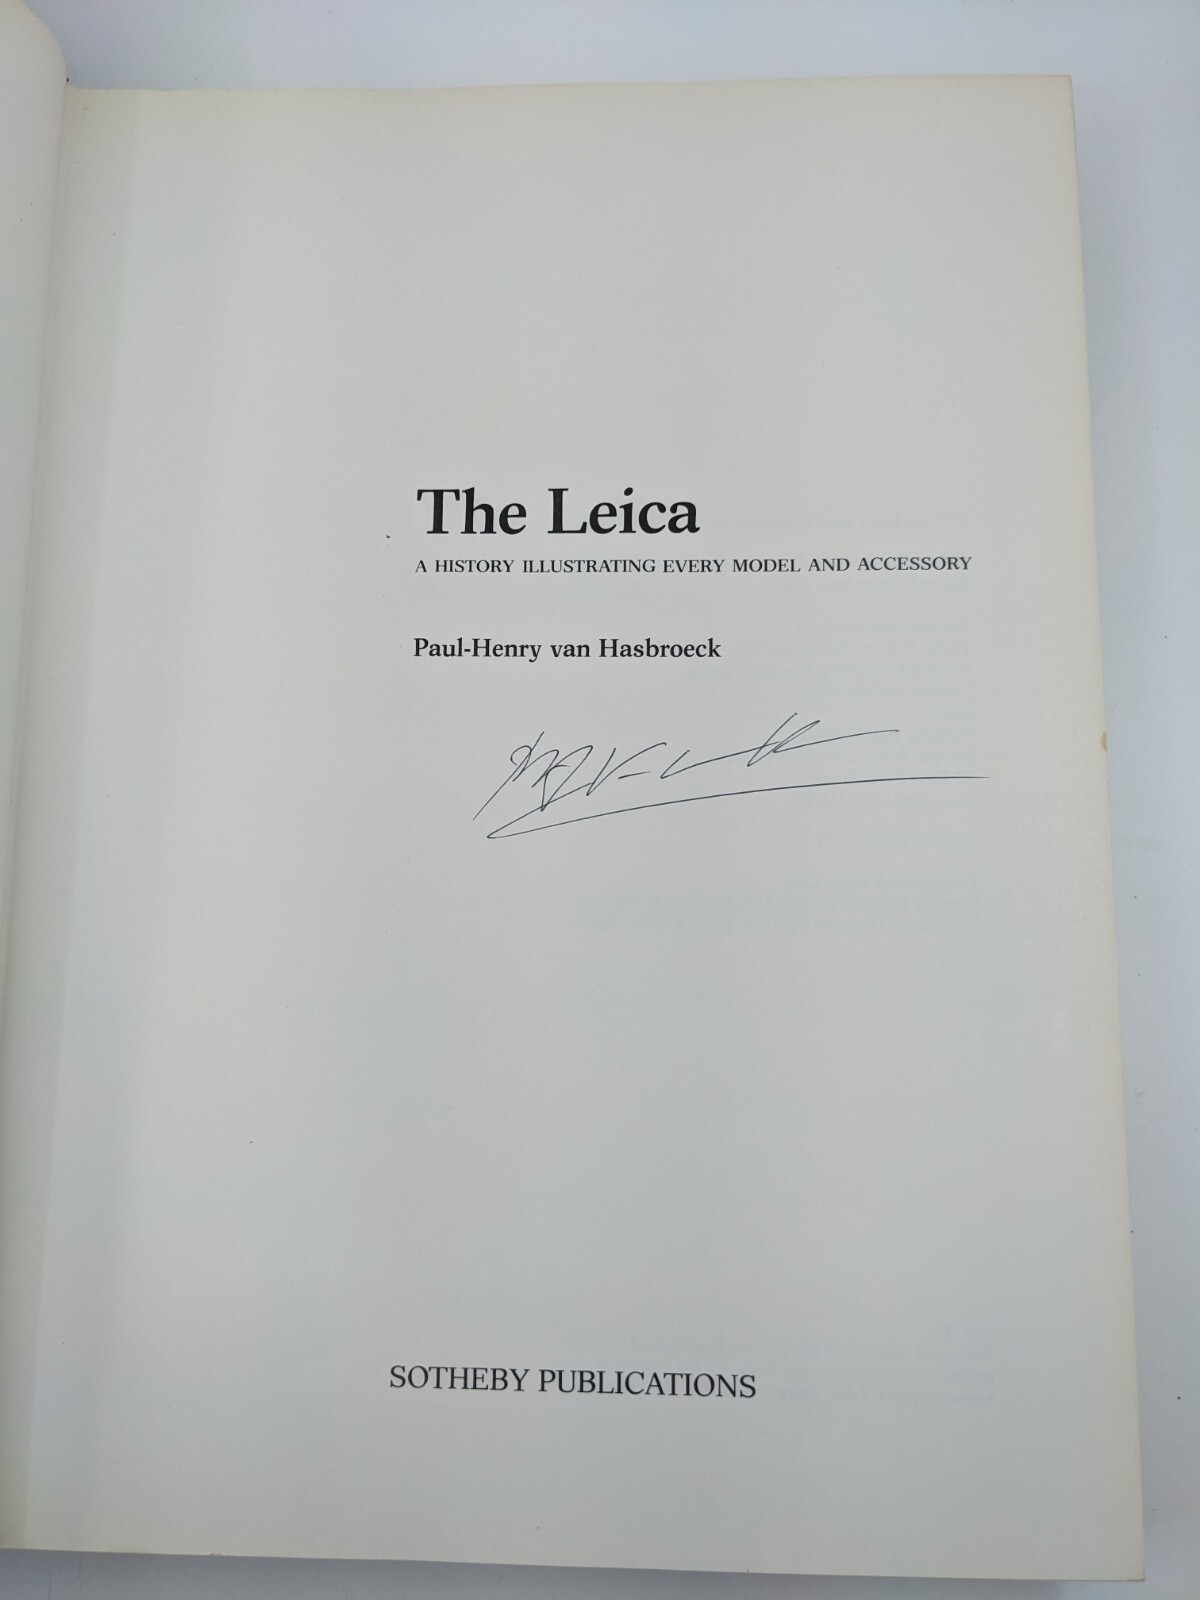 The Leica
A HISTORY ILLUSTRATING EVERY MODEL AND ACCESSORY
Paul-Henry van Hasbroeck
SOTHEBY PUBLICATIONS